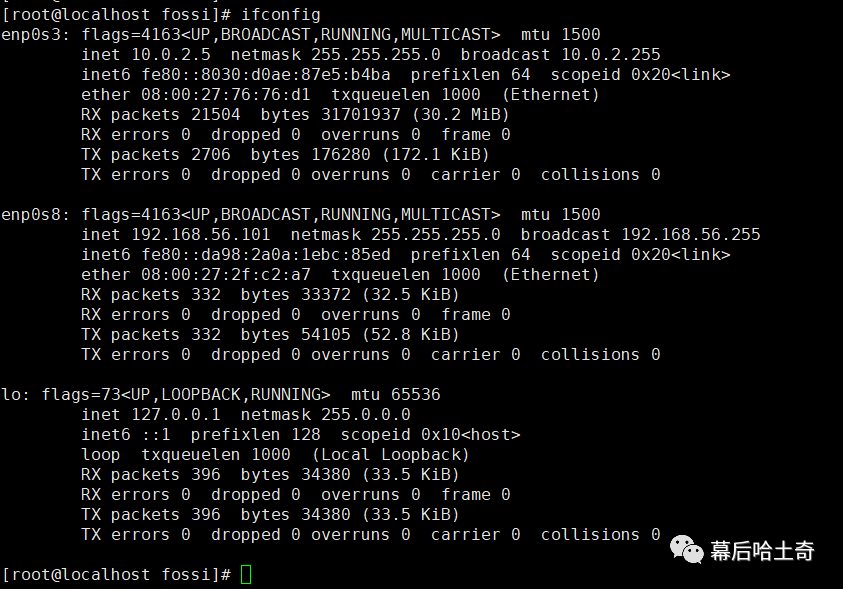 [root@localhost fossi]# ifconfig
enp0s3: flags=4163<UP,BROADCAST,RUNNING,MULTICAST>  mtu 1500
        inet 10.0.2.5  netmask 255.255.255.0  broadcast 10.0.2.255
        inet6 fe80::8030:d0ae:87e5:b4ba  prefixlen 64  scopeid 0x20<link>
        ether 08:00:27:76:76:d1  txqueuelen 1000  (Ethernet)
        RX packets 21504  bytes 31701937 (30.2 MiB)
        RX errors 0  dropped 0  overruns 0  frame 0
        TX packets 2706  bytes 176280 (172.1 KiB)
        TX errors 0  dropped 0 overruns 0  carrier 0  collisions 0

enp0s8: flags=4163<UP,BROADCAST,RUNNING,MULTICAST>  mtu 1500
        inet 192.168.56.101  netmask 255.255.255.0  broadcast 192.168.56.255
        inet6 fe80::da98:2a0a:1ebc:85ed  prefixlen 64  scopeid 0x20<link>
        ether 08:00:27:2f:c2:a7  txqueuelen 1000  (Ethernet)
        RX packets 332  bytes 33372 (32.5 KiB)
        RX errors 0  dropped 0  overruns 0  frame 0
        TX packets 332  bytes 54105 (52.8 KiB)
        TX errors 0  dropped 0 overruns 0  carrier 0  collisions 0

lo: flags=73<UP,LOOPBACK,RUNNING>  mtu 65536
        inet 127.0.0.1  netmask 255.0.0.0
        inet6 ::1  prefixlen 128  scopeid 0x10<host>
        loop  txqueuelen 1000  (Local Loopback)
        RX packets 396  bytes 34380 (33.5 KiB)
        RX errors 0  dropped 0  overruns 0  frame 0
        TX packets 396  bytes 34380 (33.5 KiB)
        TX errors 0  dropped 0 overruns 0  carrier 0  collisions 0
幕后哈土奇
[root@localhost fossi]#